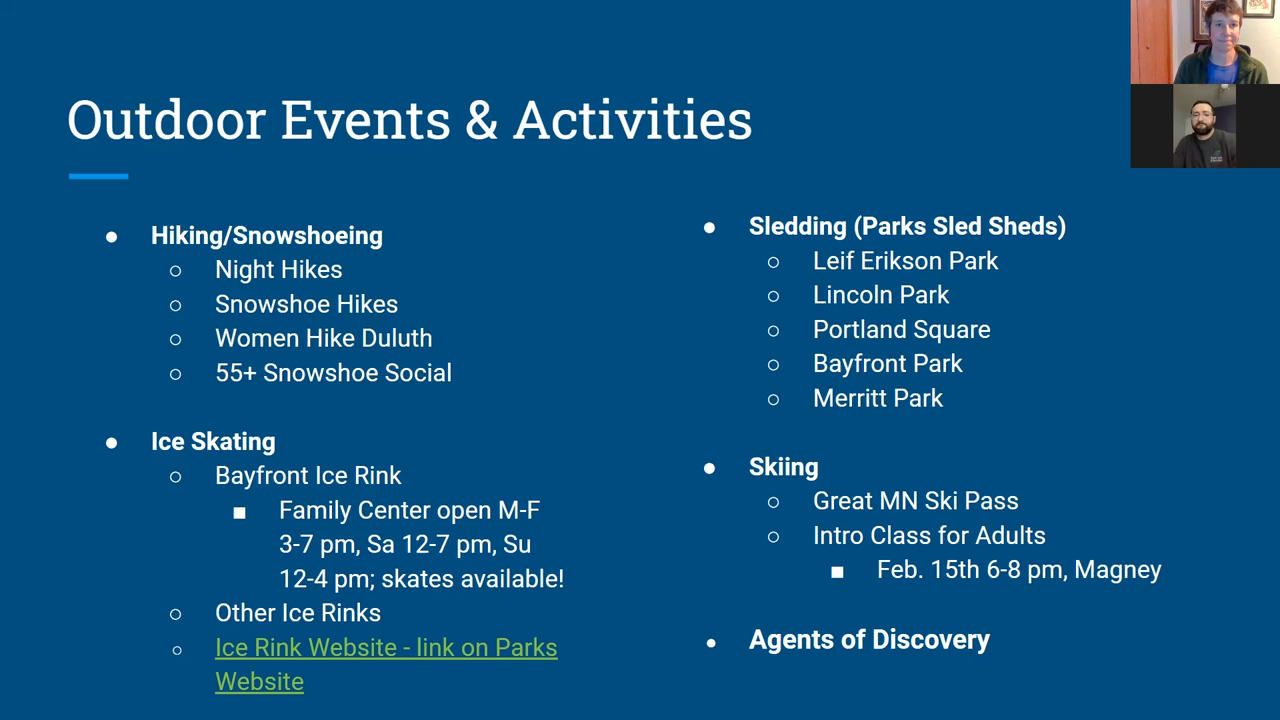 Outdoor Events & Activities
Hiking/Snowshoeing
Night Hikes
Snowshoe Hikes
Women Hike Duluth
55+ Snowshoe Social
Ice Skating
Bayfront Ice Rink
Family Center open M-F
3-7 pm, Sa 12-7 pm, Su
12-4 pm; skates available!
Other Ice Rinks
Ice Rink Website - link on Parks
Website
Sledding (Parks Sled Sheds)
Leif Erikson Park
Lincoln Park
Portland Square
Bayfront Park
Merritt Park
Skiing
Great MN Ski Pass
Intro Class for Adults
Feb. 15th 6-8 pm, Magney
Agents of Discovery